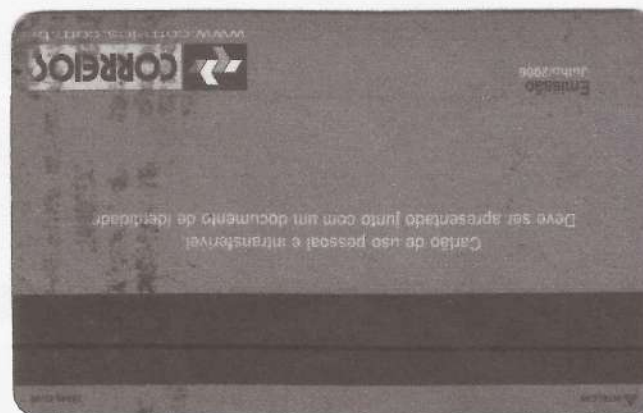 Cartão de uso pessoal e intransferível
Deve ser apresentado junto com um documento de identidade
Emissão
Julho/2006
CORREIOS
www.correios.com.br